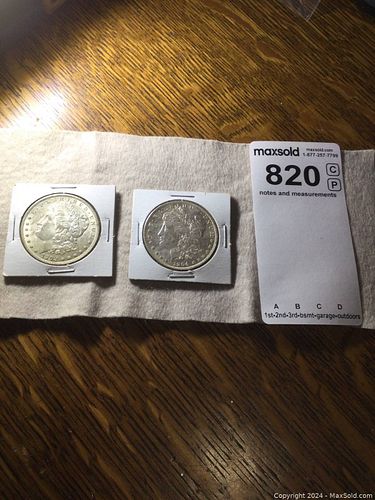 maxsold maxsold.com
1-877-257-7799
820 C
P
notes and measurements
A B C D
1st-2nd-3rd-bsmt-garage-outdoors
Copyright 2024 - MaxSold.com